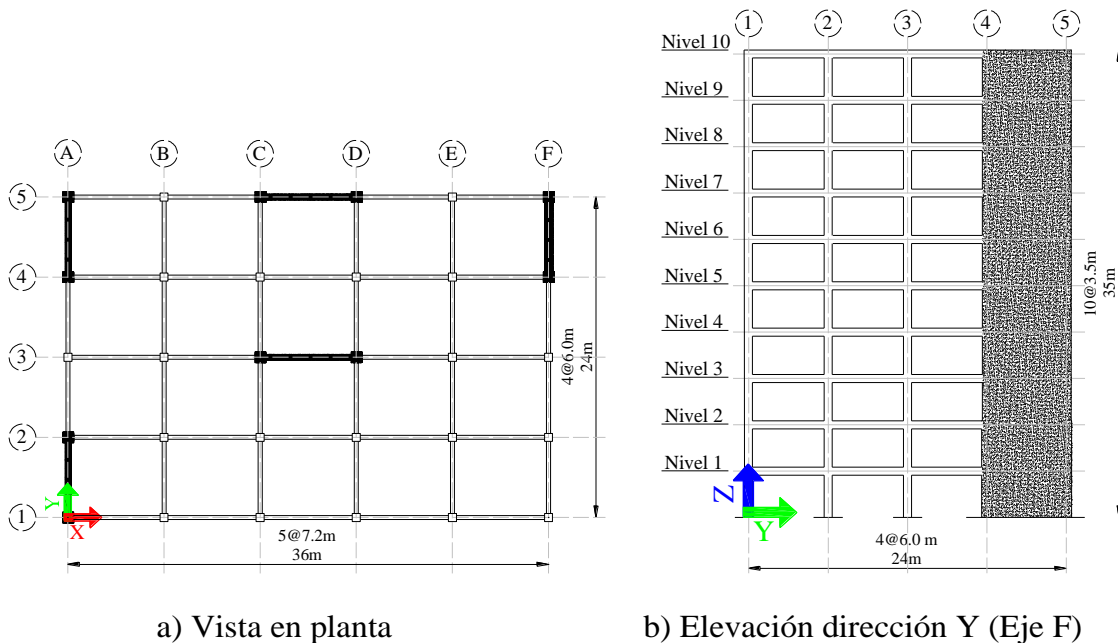 A B C D E F
5
4
3
2
1
Y
X
5@7.2m
36m
4@6.0m
24m
a) Vista en planta
1 2 3 4 5
Nivel 10
Nivel 9
Nivel 8
Nivel 7
Nivel 6
Nivel 5
Nivel 4
Nivel 3
Nivel 2
Nivel 1
Z
Y
4@6.0 m
24m
10@3.5m
35m
b) Elevación dirección Y (Eje F)